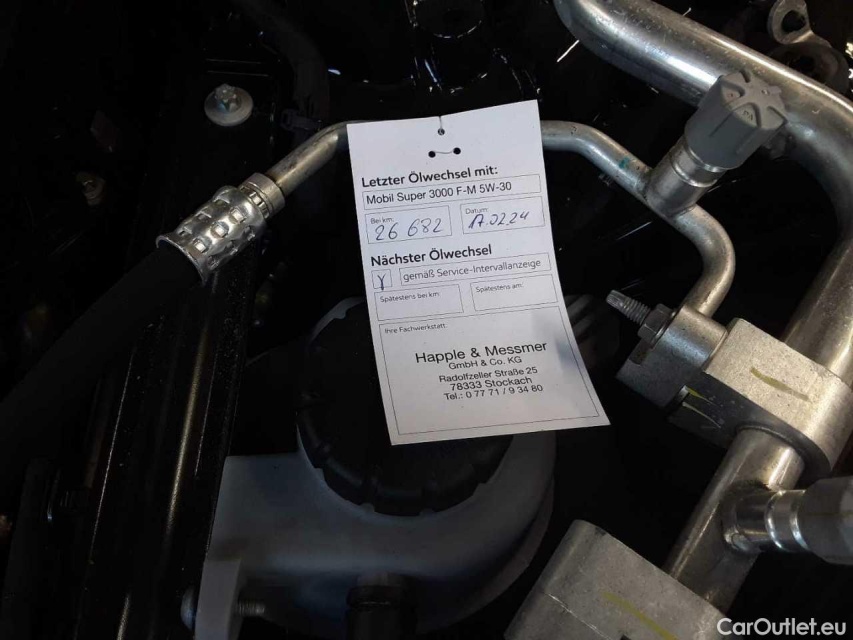 Letzter Ölwechsel mit:
Mobil Super 3000 F-M 5W-30
Bei km: Datum:
26 682 17.02.24
Nächster Ölwechsel
gemäß Service-Intervallanzeige
Spätestens bei km: Spätestens am:
Ihre Fachwerkstatt:
Happle & Messmer
GmbH & Co. KG
Radolfzeller Straße 25
78333 Stockach
Tel.: 0 77 71 / 9 34 80
CarOutlet.eu